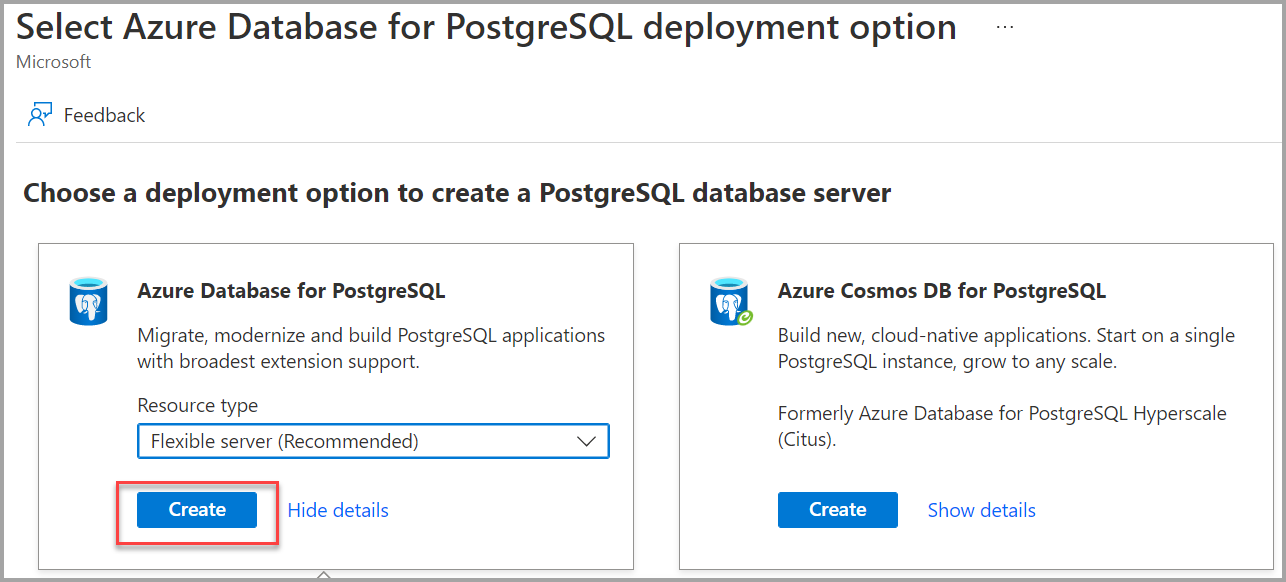 Select Azure Database for PostgreSQL deployment option ...
Microsoft
Feedback
Choose a deployment option to create a PostgreSQL database server
Azure Database for PostgreSQL
Migrate, modernize and build PostgreSQL applications
with broadest extension support.
Resource type
Flexible server (Recommended)
Create
Hide details
Azure Cosmos DB for PostgreSQL
Build new, cloud-native applications. Start on a single
PostgreSQL instance, grow to any scale.
Formerly Azure Database for PostgreSQL Hyperscale
(Citus).
Create
Show details